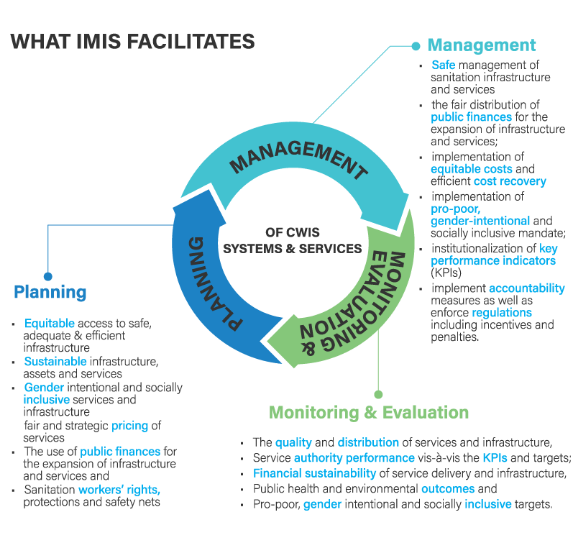 WHAT IMIS FACILITATES
Management
• Safe management of
sanitation infrastructure
and services
• the fair distribution of
public finances for the
expansion of infrastructure
and services;
• implementation of
equitable costs and
efficient cost recovery
• implementation of
pro-poor,
gender-intentional and
socially inclusive mandate;
• institutionalization of key
performance indicators
(KPIs)
• implement accountability
measures as well as
enforce regulations
including incentives and
penalties.
MANAGEMENT
OF CWIS
SYSTEMS & SERVICES
PLANNING
MONITORING &
EVALUATION
Planning
• Equitable access to safe,
adequate & efficient
infrastructure
• Sustainable infrastructure,
assets and services
• Gender intentional and socially
inclusive services and
infrastructure
fair and strategic pricing of
services
• The use of public finances for
the expansion of infrastructure
and services and
• Sanitation workers' rights,
protections and safety nets
Monitoring & Evaluation
• The quality and distribution of services and infrastructure,
• Service authority performance vis-à-vis the KPIs and targets;
• Financial sustainability of service delivery and infrastructure,
• Public health and environmental outcomes and
• Pro-poor, gender intentional and socially inclusive targets.